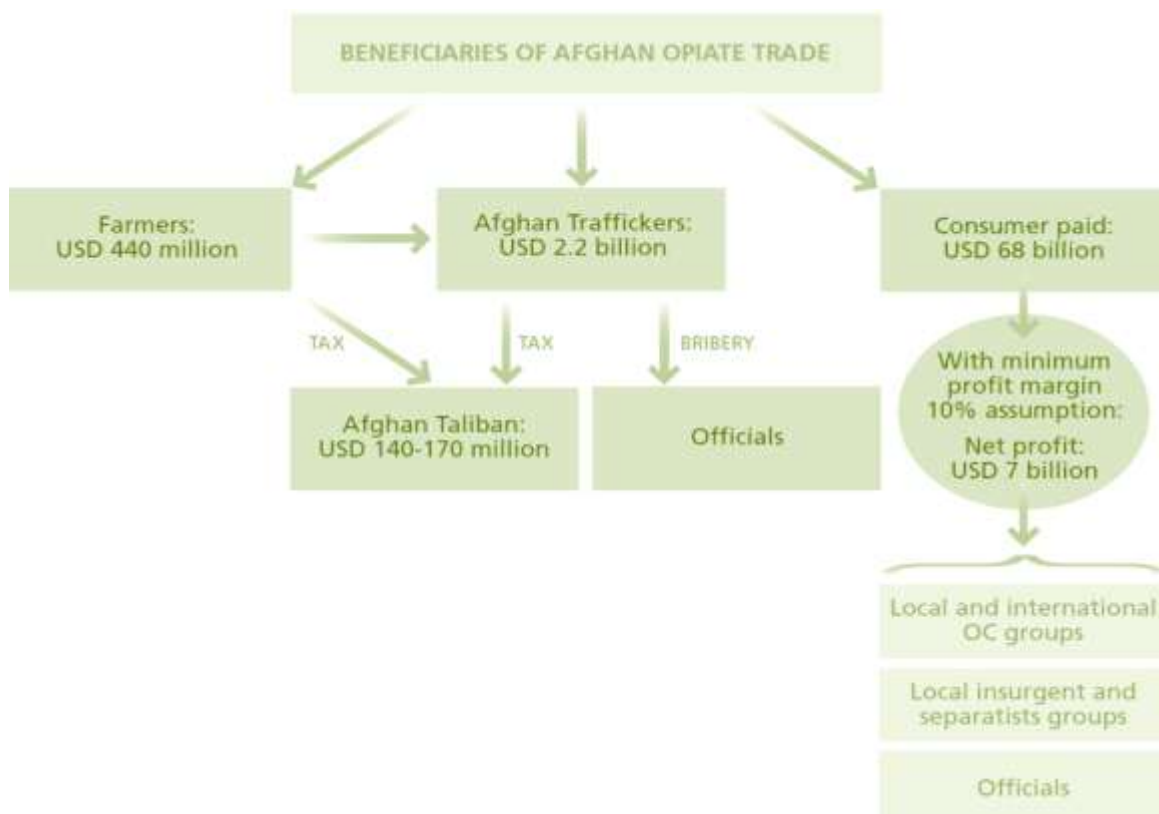 BENEFICIARIES OF AFGHAN OPIATE TRADE
Farmers:
USD 440 million
Afghan Traffickers:
USD 2.2 billion
Consumer paid:
USD 68 billion
TAX
TAX
BRIBERY
Afghan Taliban:
USD 140-170 million
Officials
With minimum
profit margin
10% assumption:
Net profit:
USD 7 billion
Local and international
OC groups
Local insurgent and
separatists groups
Officials